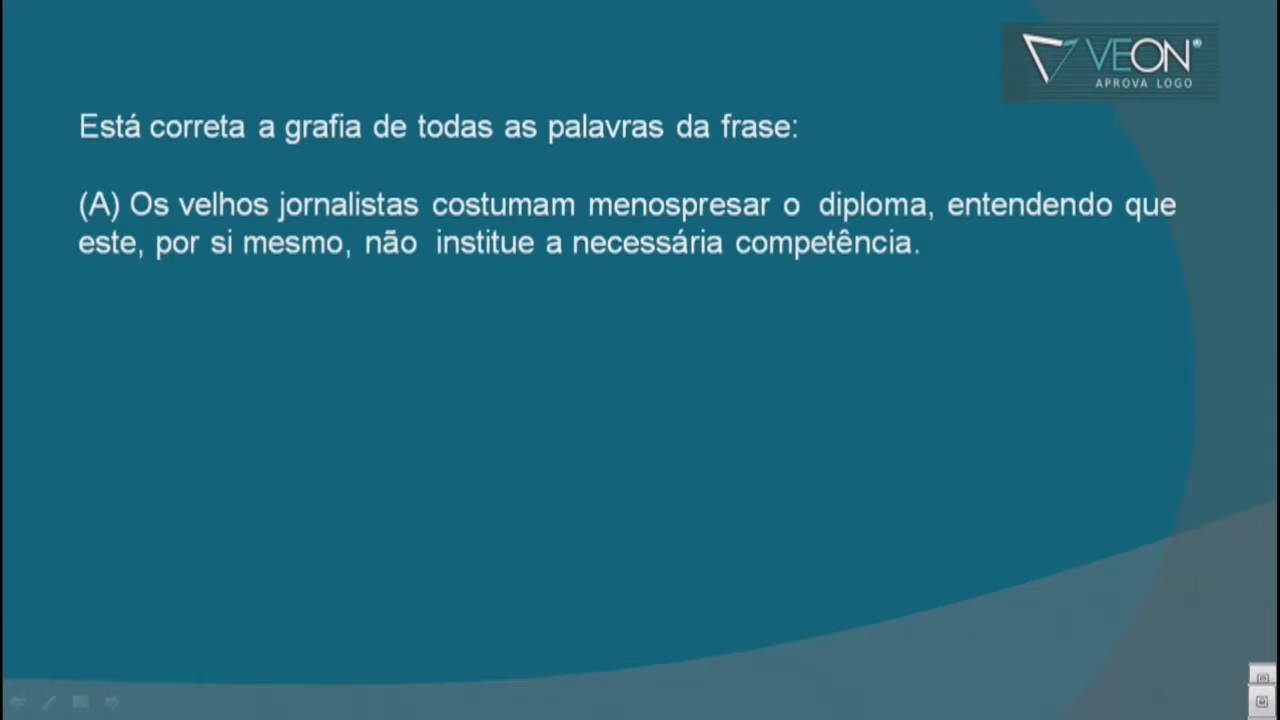 VEON®
APROVA LOGO
Está correta a grafia de todas as palavras da frase:
(A) Os velhos jornalistas costumam menospresar o diploma, entendendo que
este, por si mesmo, não institue a necessária competência.